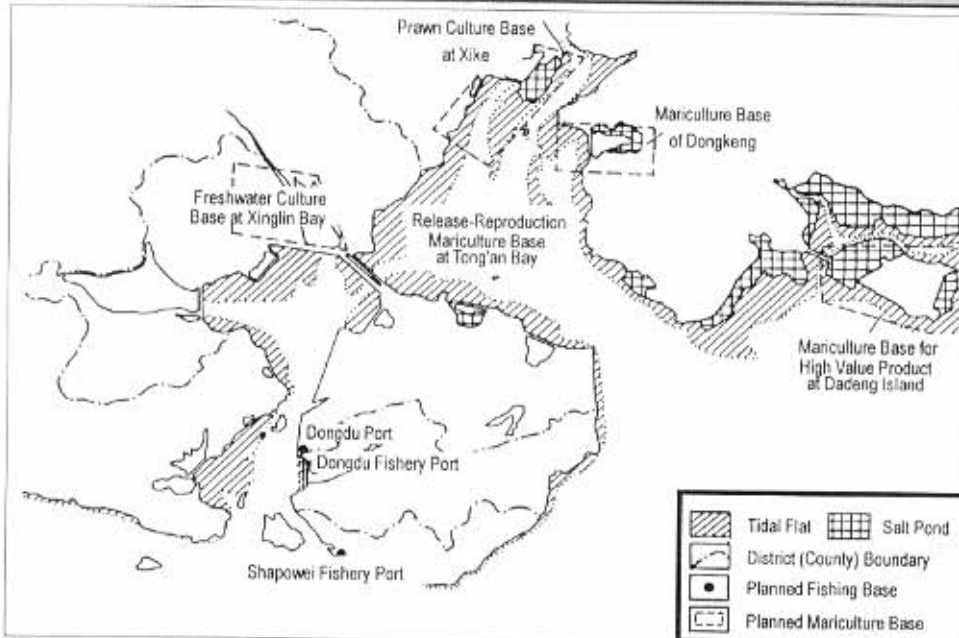 Prawn Culture Base
at Xike
Mariculture Base
of Dongkeng
Freshwater Culture
Base at Xinglin Bay
Release-Reproduction
Mariculture Base
at Tong'an Bay
Mariculture Base for
High Value Product
at Dadeng Island
Dongdu Port
Dongdu Fishery Port
Shapowei Fishery Port
Tidal Flat
Salt Pond
District (County) Boundary
Planned Fishing Base
Planned Mariculture Base